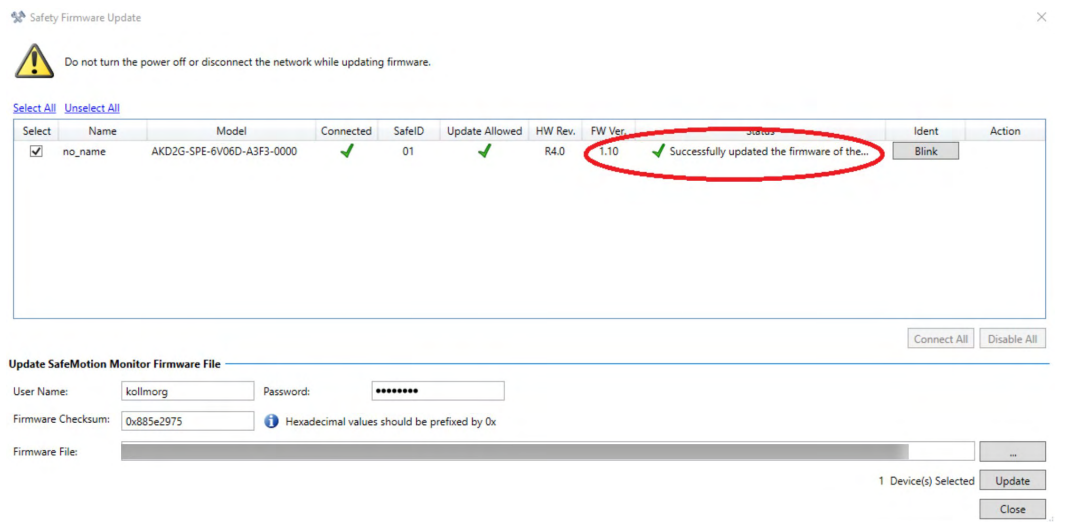 Safety Firmware Update
Do not turn the power off or disconnect the network while updating firmware.
Select All Unselect All
Select Name Model Connected SafeID Update Allowed HW Rev. FW Ver. Status Ident Action
no_name AKD2G-SPE-6V06D-A3F3-0000 01 R4.0 1.10 Successfully updated the firmware of the... Blink
Connect All Disable All
Update SafeMotion Monitor Firmware File
User Name: kollmorg Password: ••••••••
Firmware Checksum: 0x885e2975 Hexadecimal values should be prefixed by 0x
Firmware File: ...
1 Device(s) Selected Update
Close